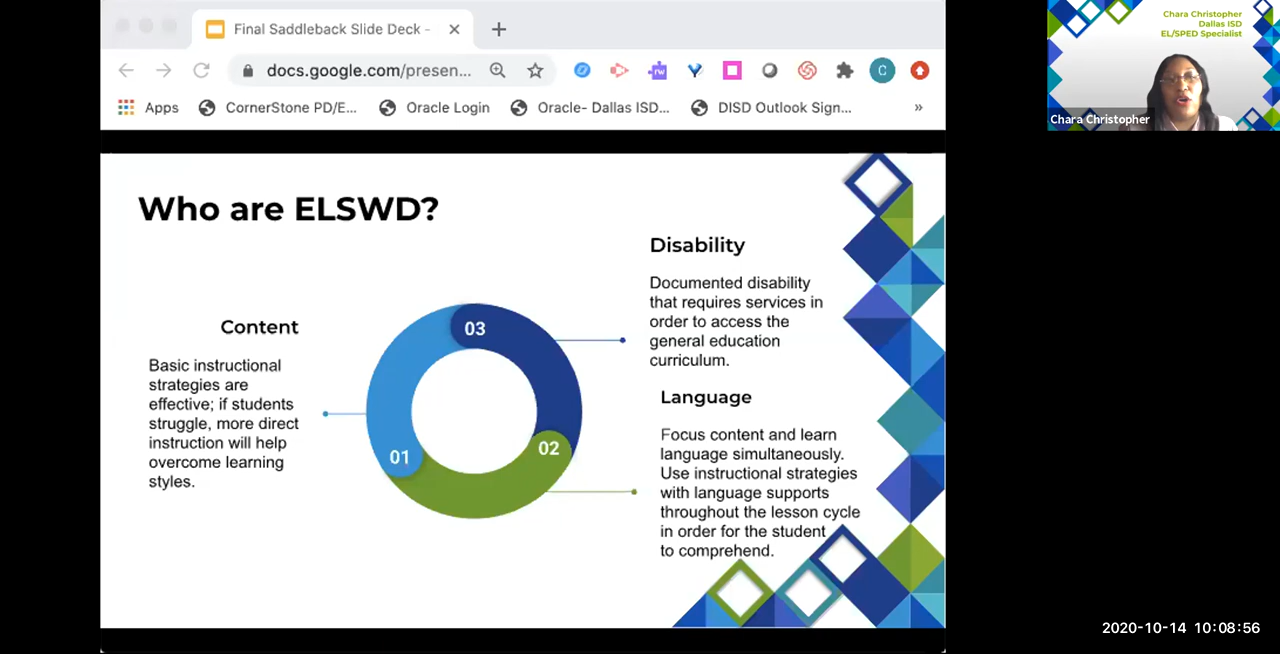 Final Saddleback Slide Deck -
docs.google.com/presen...
rw
C
Apps
CornerStone PD/E...
Oracle Login
Oracle- Dallas ISD...
DISD Outlook Sign...
»
Chara Christopher
Dallas ISD
EL/SPED Specialist
Chara Christopher
Who are ELSWD?
Content
Basic instructional
strategies are
effective; if students
struggle, more direct
instruction will help
overcome learning
styles.
03
01
02
Disability
Documented disability
that requires services in
order to access the
general education
curriculum.
Language
Focus content and learn
language simultaneously.
Use instructional strategies
with language supports
throughout the lesson cycle
in order for the student
to comprehend.
2020-10-14 10:08:56